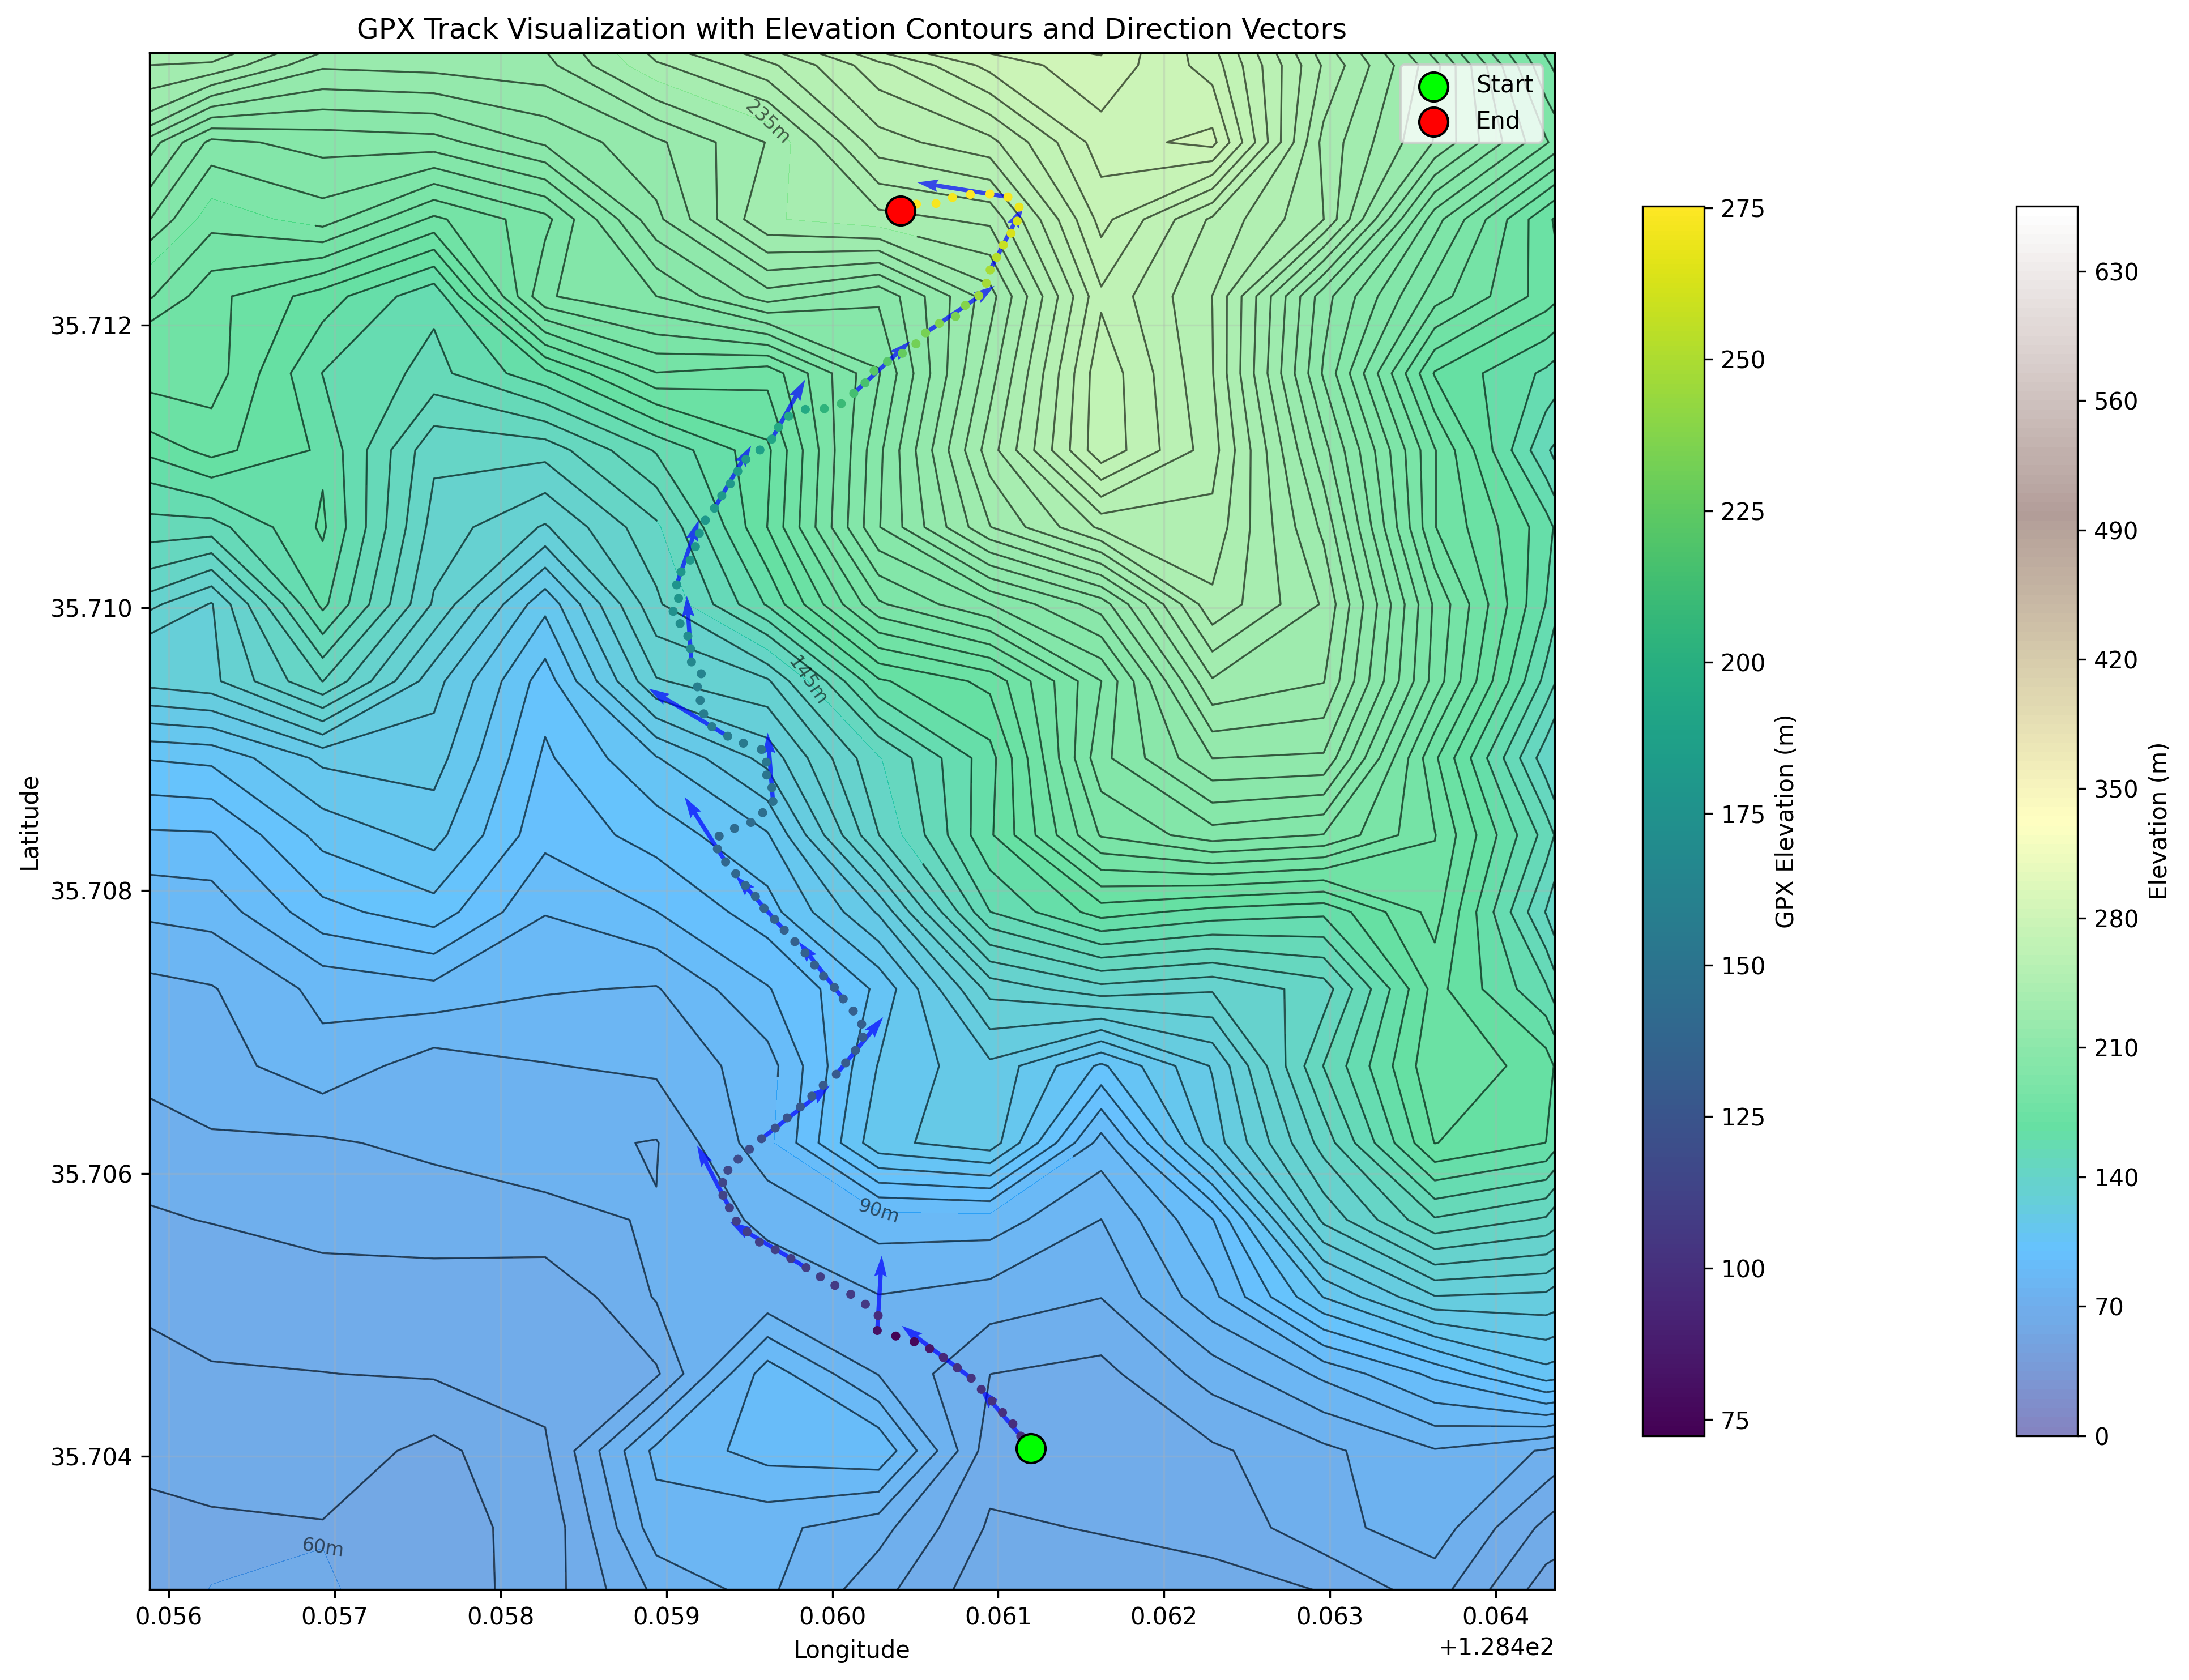 GPX Track Visualization with Elevation Contours and Direction Vectors
Start
End
235m
145m
90m
60m
35.712
35.710
35.708
35.706
35.704
Latitude
0.056
0.057
0.058
0.059
0.060
0.061
0.062
0.063
0.064
+1.284e2
Longitude
275
250
225
200
175
150
125
100
75
GPX Elevation (m)
630
560
490
420
350
280
210
140
70
0
Elevation (m)